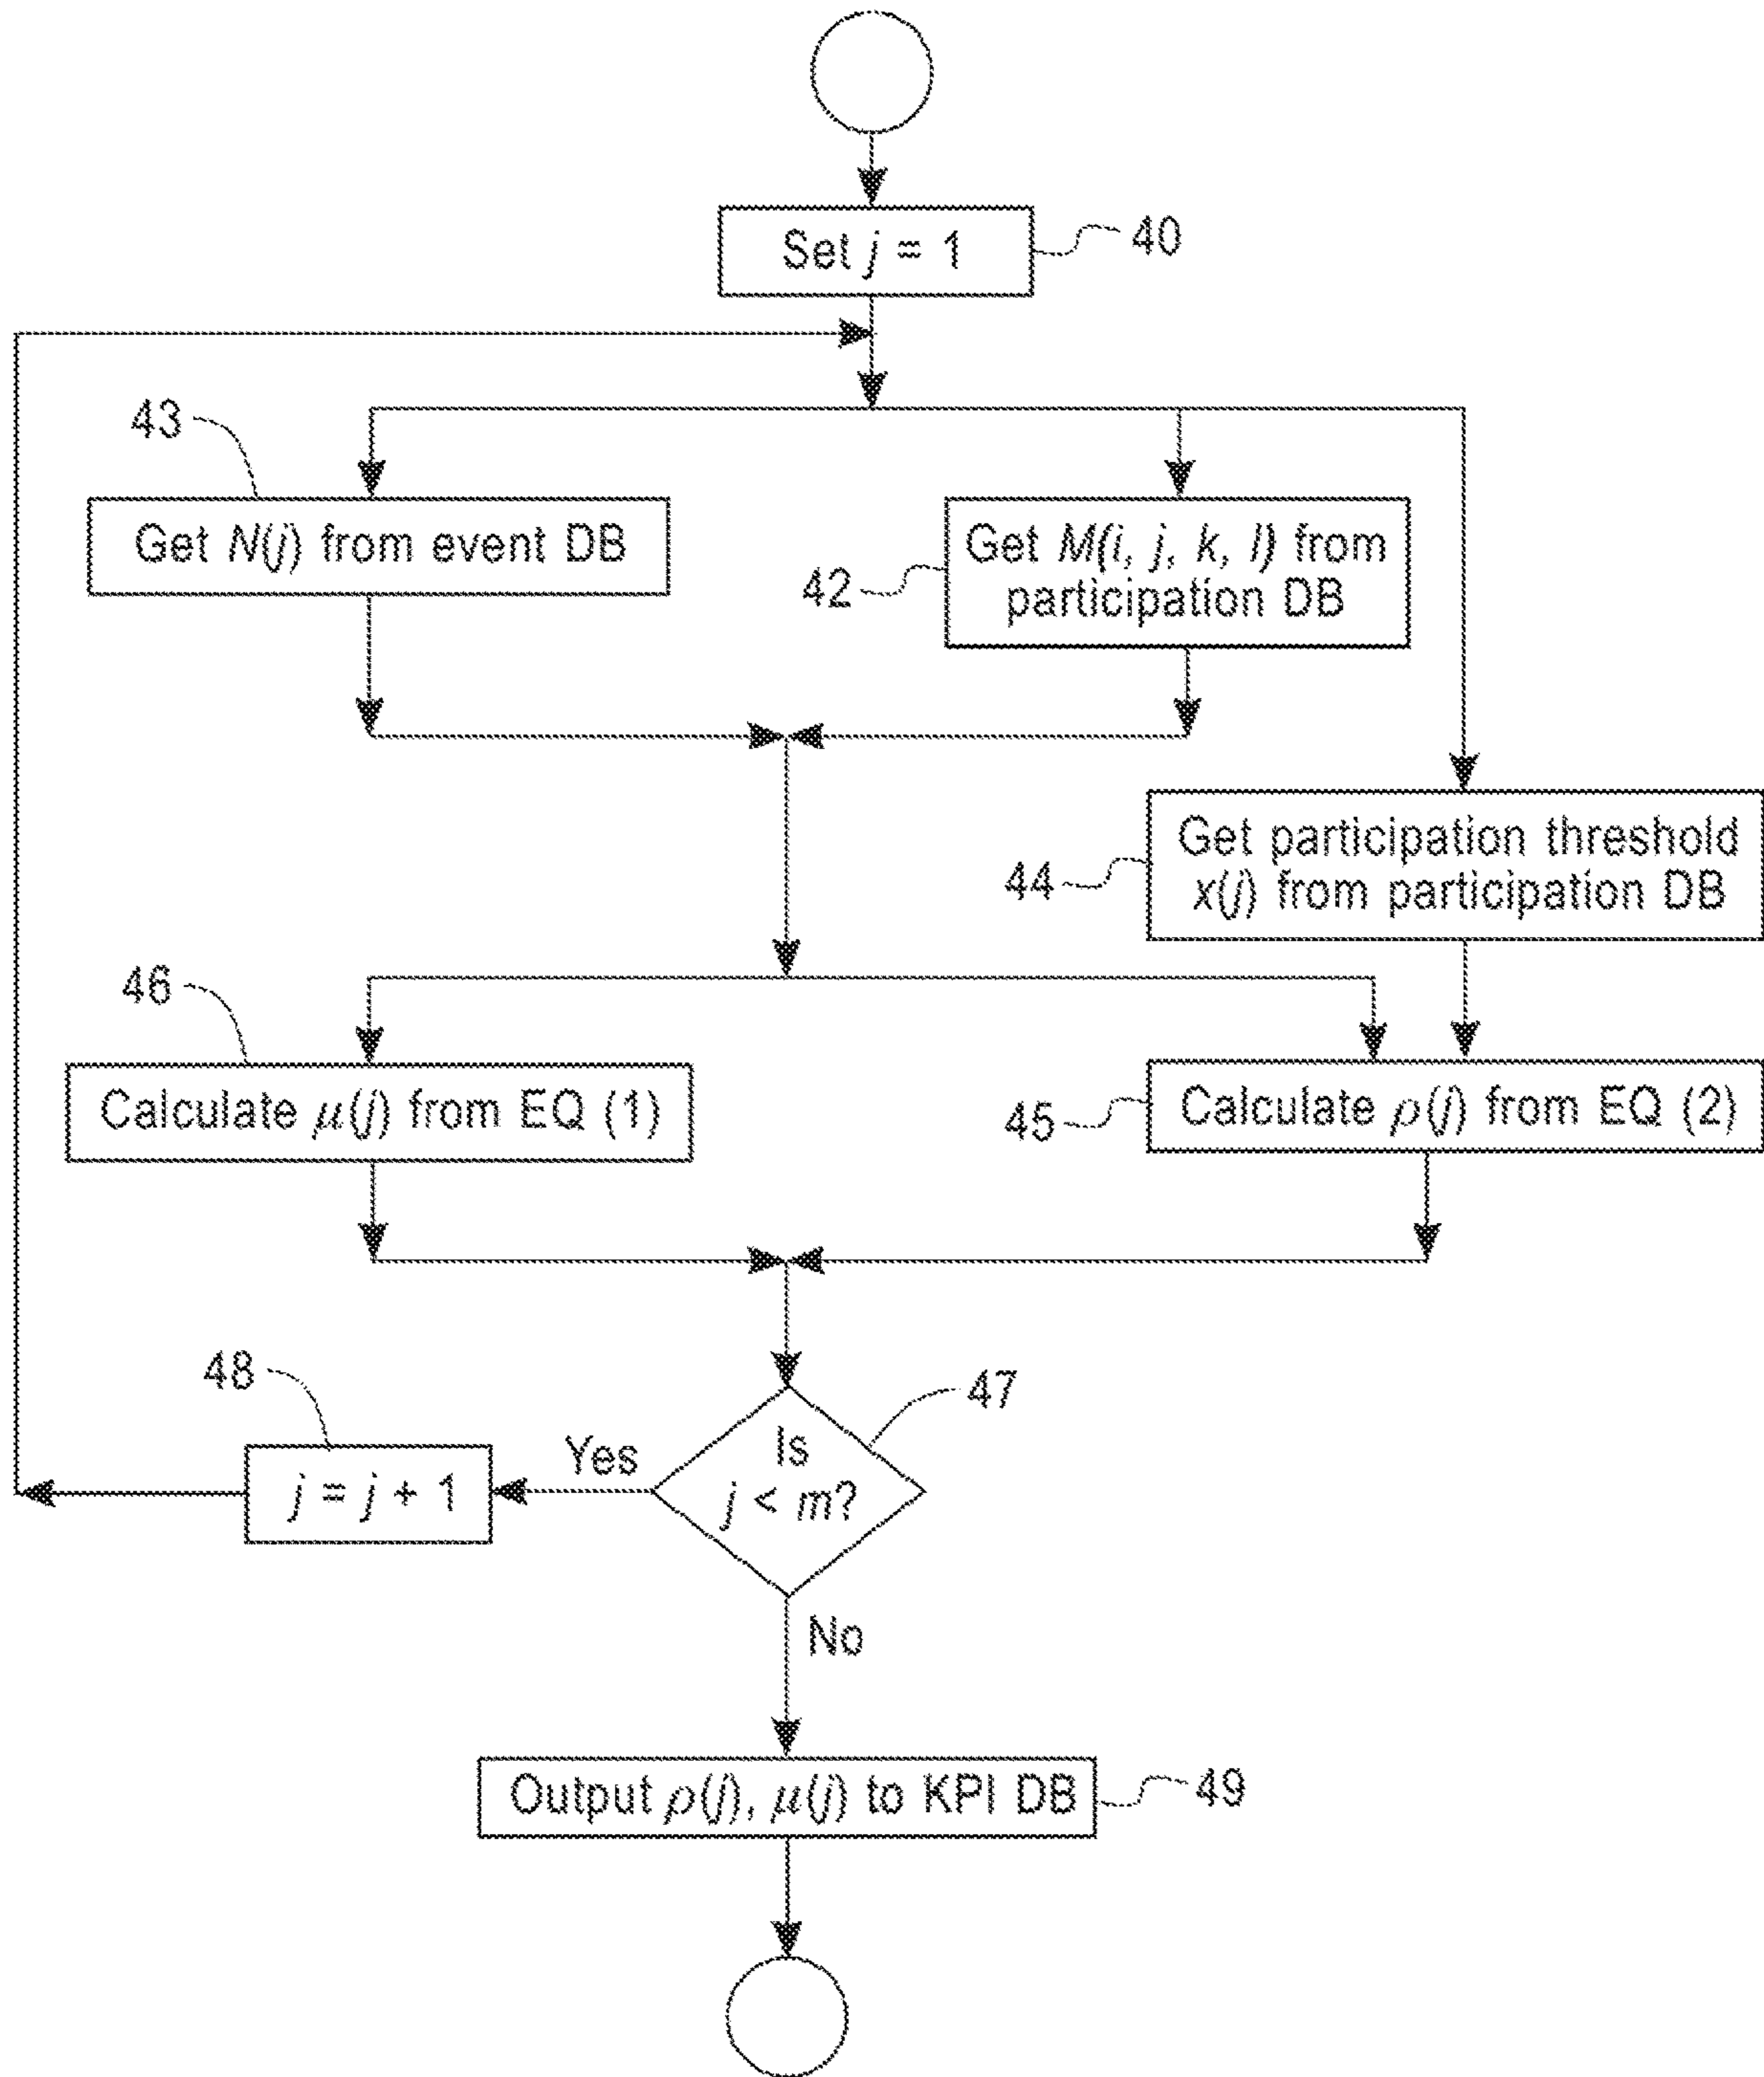 Set j = 1
40
43
Get N(j) from event DB
Get M(i, j, k, l) from
participation DB
42
Get participation threshold
x(j) from participation DB
44
46
Calculate μ(j) from EQ (1)
Calculate ρ(j) from EQ (2)
45
48
j = j + 1
Yes
Is
j < m?
47
No
Output ρ(j), μ(j) to KPI DB
49